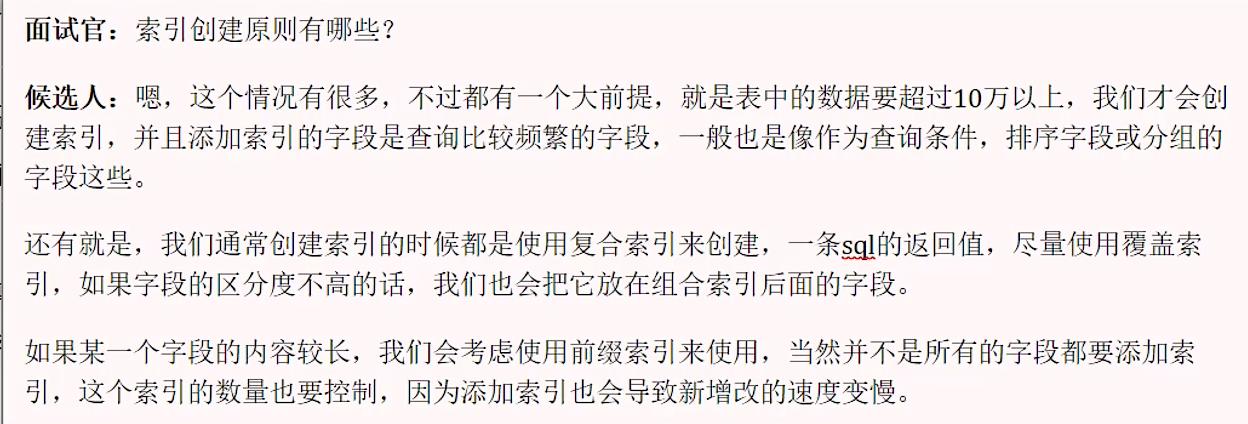 面试官：索引创建原则有哪些？
候选人：嗯，这个情况有很多，不过都有一个大前提，就是表中的数据要超过10万以上，我们才会创
建索引，并且添加索引的字段是查询比较频繁的字段，一般也是像作为查询条件，排序字段或分组的
字段这些。
还有就是，我们通常创建索引的时候都是使用复合索引来创建，一条sql的返回值，尽量使用覆盖索
引，如果字段的区分度不高的话，我们也会把它放在组合索引后面的字段。
如果某一个字段的内容较长，我们会考虑使用前缀索引来使用，当然并不是所有的字段都要添加索
引，这个索引的数量也要控制，因为添加索引也会导致新增改的速度变慢。